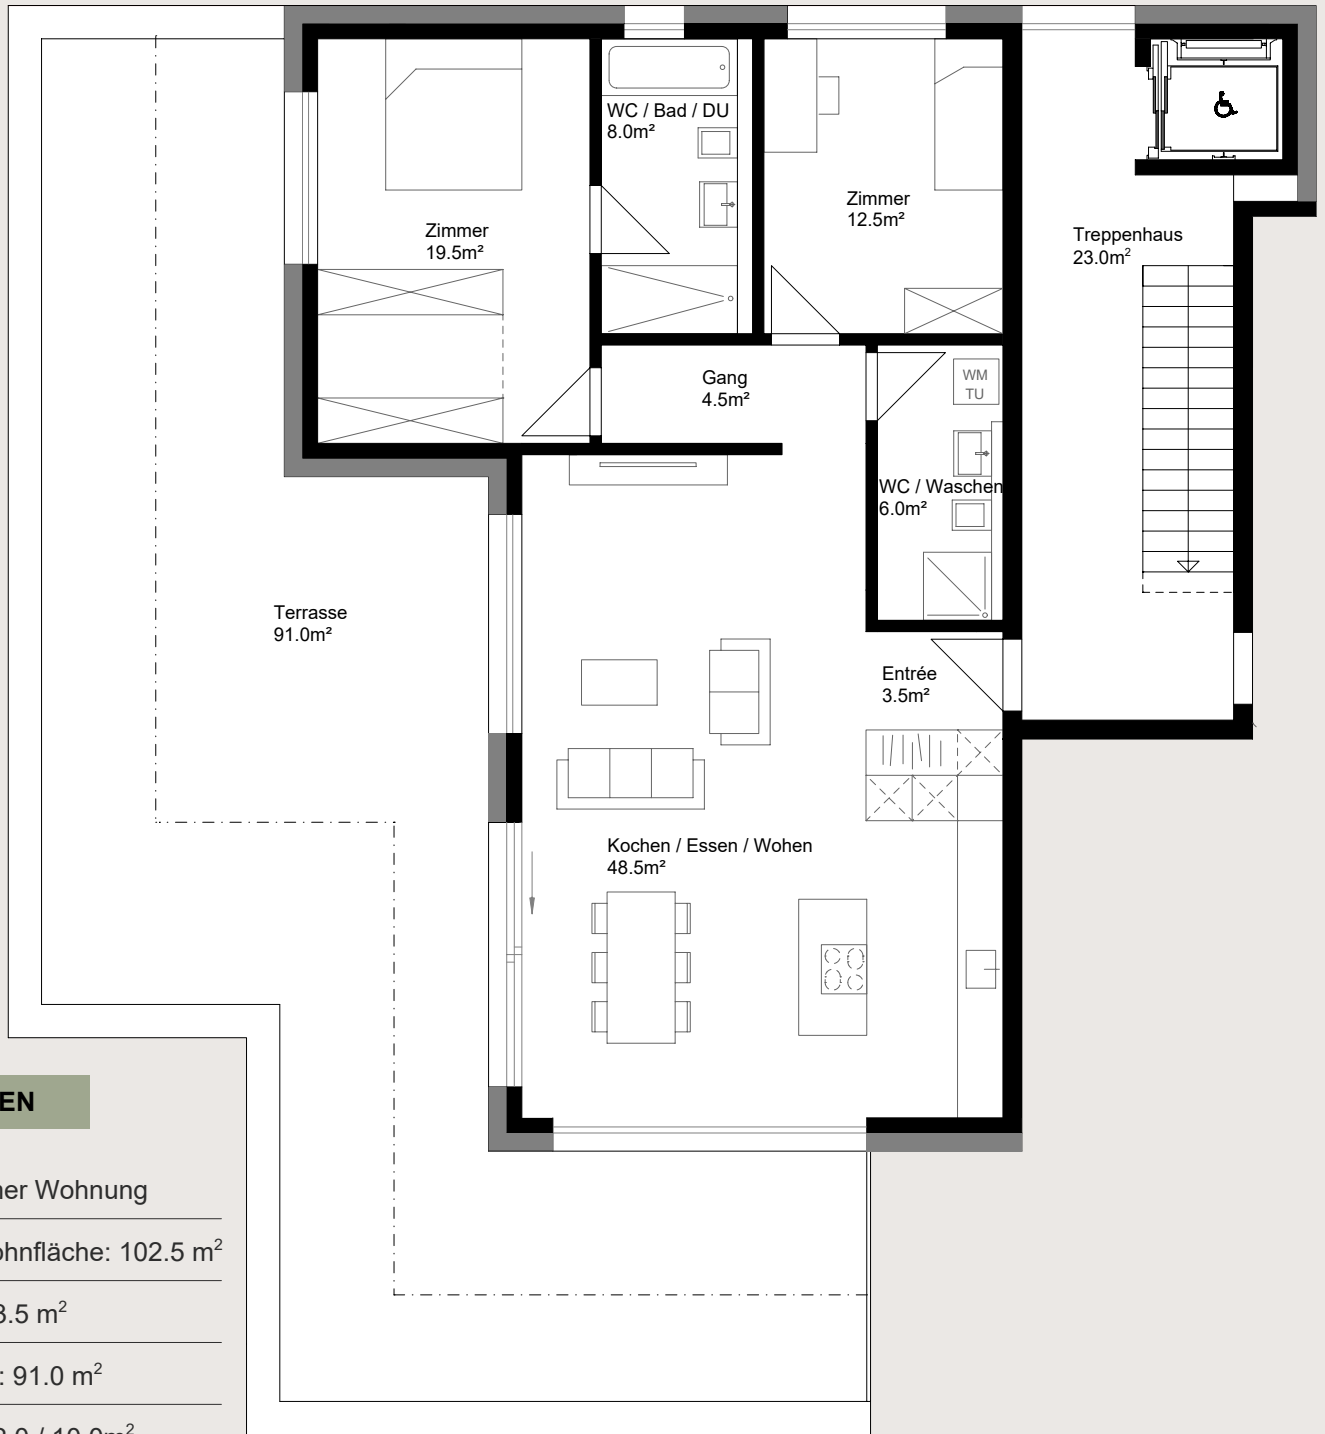 WC / Bad / DU
8.0m²
Zimmer
12.5m²
Zimmer
19.5m²
Treppenhaus
23.0m²
Gang
4.5m²
WM
TU
WC / Waschen
6.0m²
Terrasse
91.0m²
Entrée
3.5m²
Kochen / Essen / Wohen
48.5m²
EN
Wohnung
102.5 m²
3.5 m²
: 91.0 m²